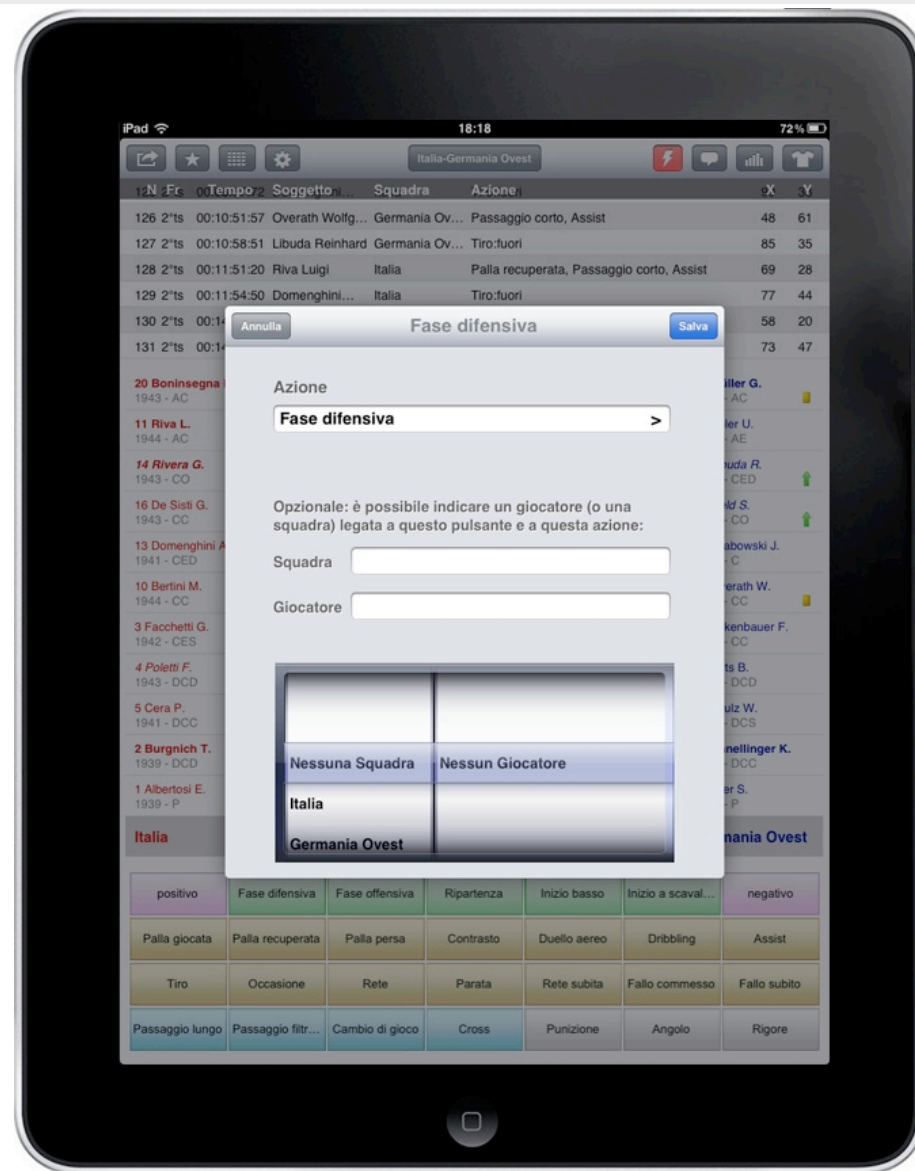 iPad 18:18 72%
Italia-Germania Ovest
N Fr Tempo Soggetto Squadra Azione X Y
126 2°ts 00:10:51:57 Overath Wolfg... Germania Ov... Passaggio corto, Assist 48 61
127 2°ts 00:10:58:51 Libuda Reinhard Germania Ov... Tiro:fuori 85 35
128 2°ts 00:11:51:20 Riva Luigi Italia Palla recuperata, Passaggio corto, Assist 69 28
129 2°ts 00:11:54:50 Domenghini... Italia Tiro:fuori 77 44
130 2°ts 58 20
131 2°ts 73 47
Annulla Fase difensiva Salva
Azione
Fase difensiva >
Opzionale: è possibile indicare un giocatore (o una
squadra) legata a questo pulsante e a questa azione:
Squadra
Giocatore
Nessuna Squadra Nessun Giocatore
Italia
Germania Ovest
20 Boninsegna
1943 - AC
11 Riva L.
1944 - AC
14 Rivera G.
1943 - CO
16 De Sisti G.
1943 - CC
13 Domenghini A
1941 - CED
10 Bertini M.
1944 - CC
3 Facchetti G.
1942 - CES
4 Poletti F.
1943 - DCD
5 Cera P.
1941 - DCC
2 Burgnich T.
1939 - DCD
1 Albertosi E.
1939 - P
Italia
G.
- AC
U.
- AE
R.
- CED
S.
- CO
J.
- C
W.
- CC
F.
- CC
B.
- DCD
W.
- DCS
K.
- DCC
S.
- P
Ovest
positivo Fase difensiva Fase offensiva Ripartenza Inizio basso Inizio a scaval... negativo
Palla giocata Palla recuperata Palla persa Contrasto Duello aereo Dribbling Assist
Tiro Occasione Rete Parata Rete subita Fallo commesso Fallo subito
Passaggio lungo Passaggio filtr... Cambio di gioco Cross Punizione Angolo Rigore